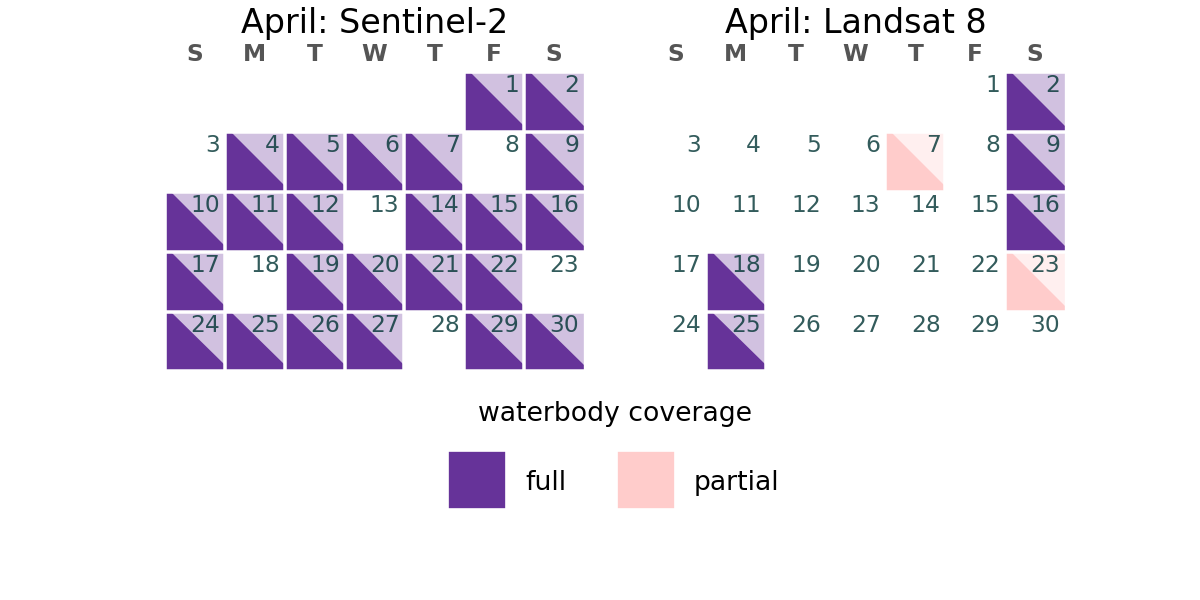 April: Sentinel-2
S M T W T F S
1 2
3 4 5 6 7 8 9
10 11 12 13 14 15 16
17 18 19 20 21 22 23
24 25 26 27 28 29 30
April: Landsat 8
S M T W T F S
1 2
3 4 5 6 7 8 9
10 11 12 13 14 15 16
17 18 19 20 21 22 23
24 25 26 27 28 29 30
waterbody coverage
full partial